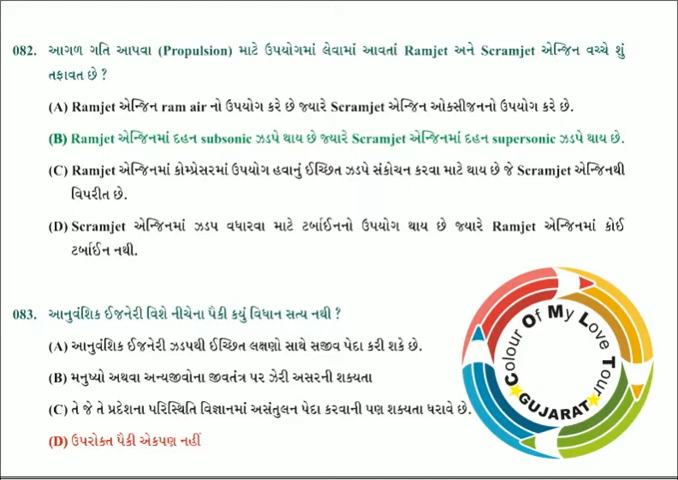 082. આગળ ગતિ આપવા (Propulsion) માટે ઉપયોગમાં લેવામાં આવતાં Ramjet અને Scramjet એન્જિન વચ્ચે શું
તફાવત છે ?
(A) Ramjet એન્જિન ram air નો ઉપયોગ કરે છે જ્યારે Scramjet એન્જિન ઓક્સીજનનો ઉપયોગ કરે છે.
(B) Ramjet એન્જિનમાં દહન subsonic ઝડપે થાય છે જ્યારે Scramjet એન્જિનમાં દહન supersonic ઝડપે થાય છે.
(C) Ramjet એન્જિનમાં કોમ્પ્રેસરમાં ઉપયોગ હવાનું ઈચ્છિત ઝડપે સંકોચન કરવા માટે થાય છે જે Scramjet એન્જિનથી
વિપરીત છે.
(D) Scramjet એન્જિનમાં ઝડપ વધારવા માટે ટર્બાઈનનો ઉપયોગ થાય છે જ્યારે Ramjet એન્જિનમાં કોઈ
ટર્બાઈન નથી.
083. આનુવંશિક ઈજનેરી વિશે નીચેના પૈકી કયું વિધાન સત્ય નથી ?
(A) આનુવંશિક ઈજનેરી ઝડપથી ઈચ્છિત લક્ષણો સાથે સજીવ પેદા કરી શકે છે.
(B) મનુષ્યો અથવા અન્યજીવોના જીવતંત્ર પર ઝેરી અસરની શક્યતા
(C) તે જે તે પ્રદેશના પરિસ્થિતિ વિજ્ઞાનમાં અસંતુલન પેદા કરવાની પણ શક્યતા ધરાવે છે.
(D) ઉપરોક્ત પૈકી એકપણ નહીં
Colour Of My Love Tour
GUJARAT